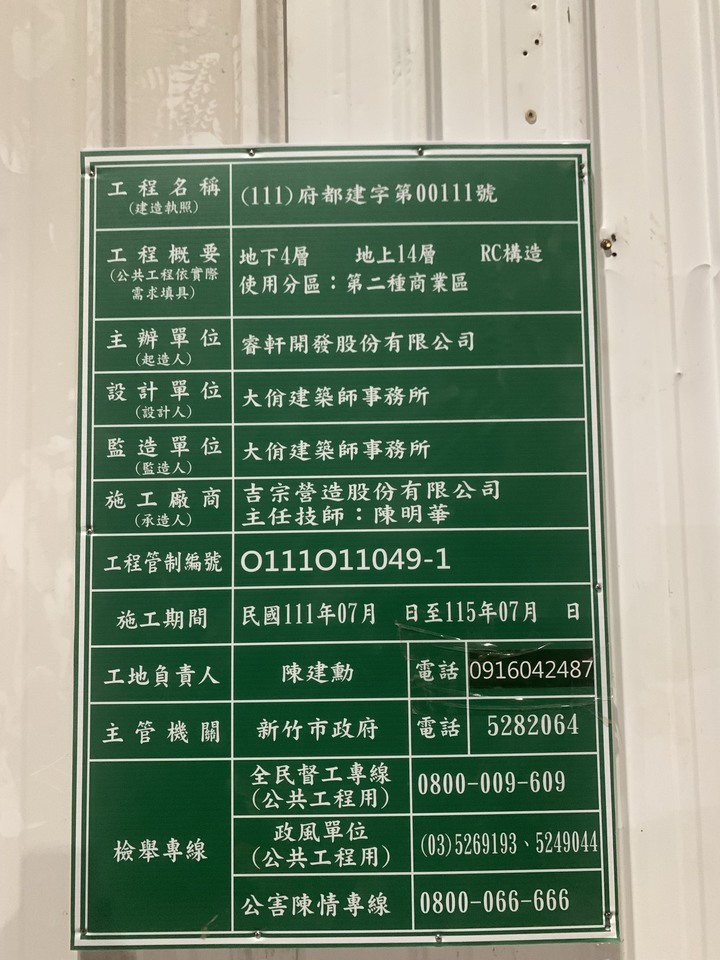 工程名稱
(建造執照)
(111)府都建字第00111號
工程概要
(公共工程依實際
需求填具)
地下4層 地上14層 RC構造
使用分區：第二種商業區
主辦單位
(起造人)
睿軒開發股份有限公司
設計單位
(設計人)
大佾建築師事務所
監造單位
(監造人)
大佾建築師事務所
施工廠商
(承造人)
吉宗營造股份有限公司
主任技師：陳明華
工程管制編號
O111O11049-1
施工期間
民國111年07月 日至115年07月 日
工地負責人
陳建勳
電話
0916042487
主管機關
新竹市政府
電話
5282064
檢舉專線
全民督工專線
(公共工程用)
0800-009-609
政風單位
(公共工程用)
(03)5269193、5249044
公害陳情專線
0800-066-666